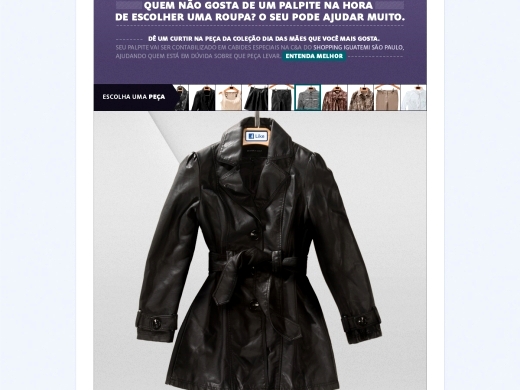 QUEM NÃO GOSTA DE UM PALPITE NA HORA
DE ESCOLHER UMA ROUPA? O SEU PODE AJUDAR MUITO.
DÊ UM CURTIR NA PEÇA DA COLEÇÃO DIA DAS MÃES QUE VOCÊ MAIS GOSTA.
SEU PALPITE VAI SER CONTABILIZADO EM CABIDES ESPECIAIS NA C&A DO SHOPPING IGUATEMI SÃO PAULO,
AJUDANDO QUEM ESTÁ EM DÚVIDA SOBRE QUE PEÇA LEVAR. ENTENDA MELHOR
ESCOLHA UMA PEÇA
Like